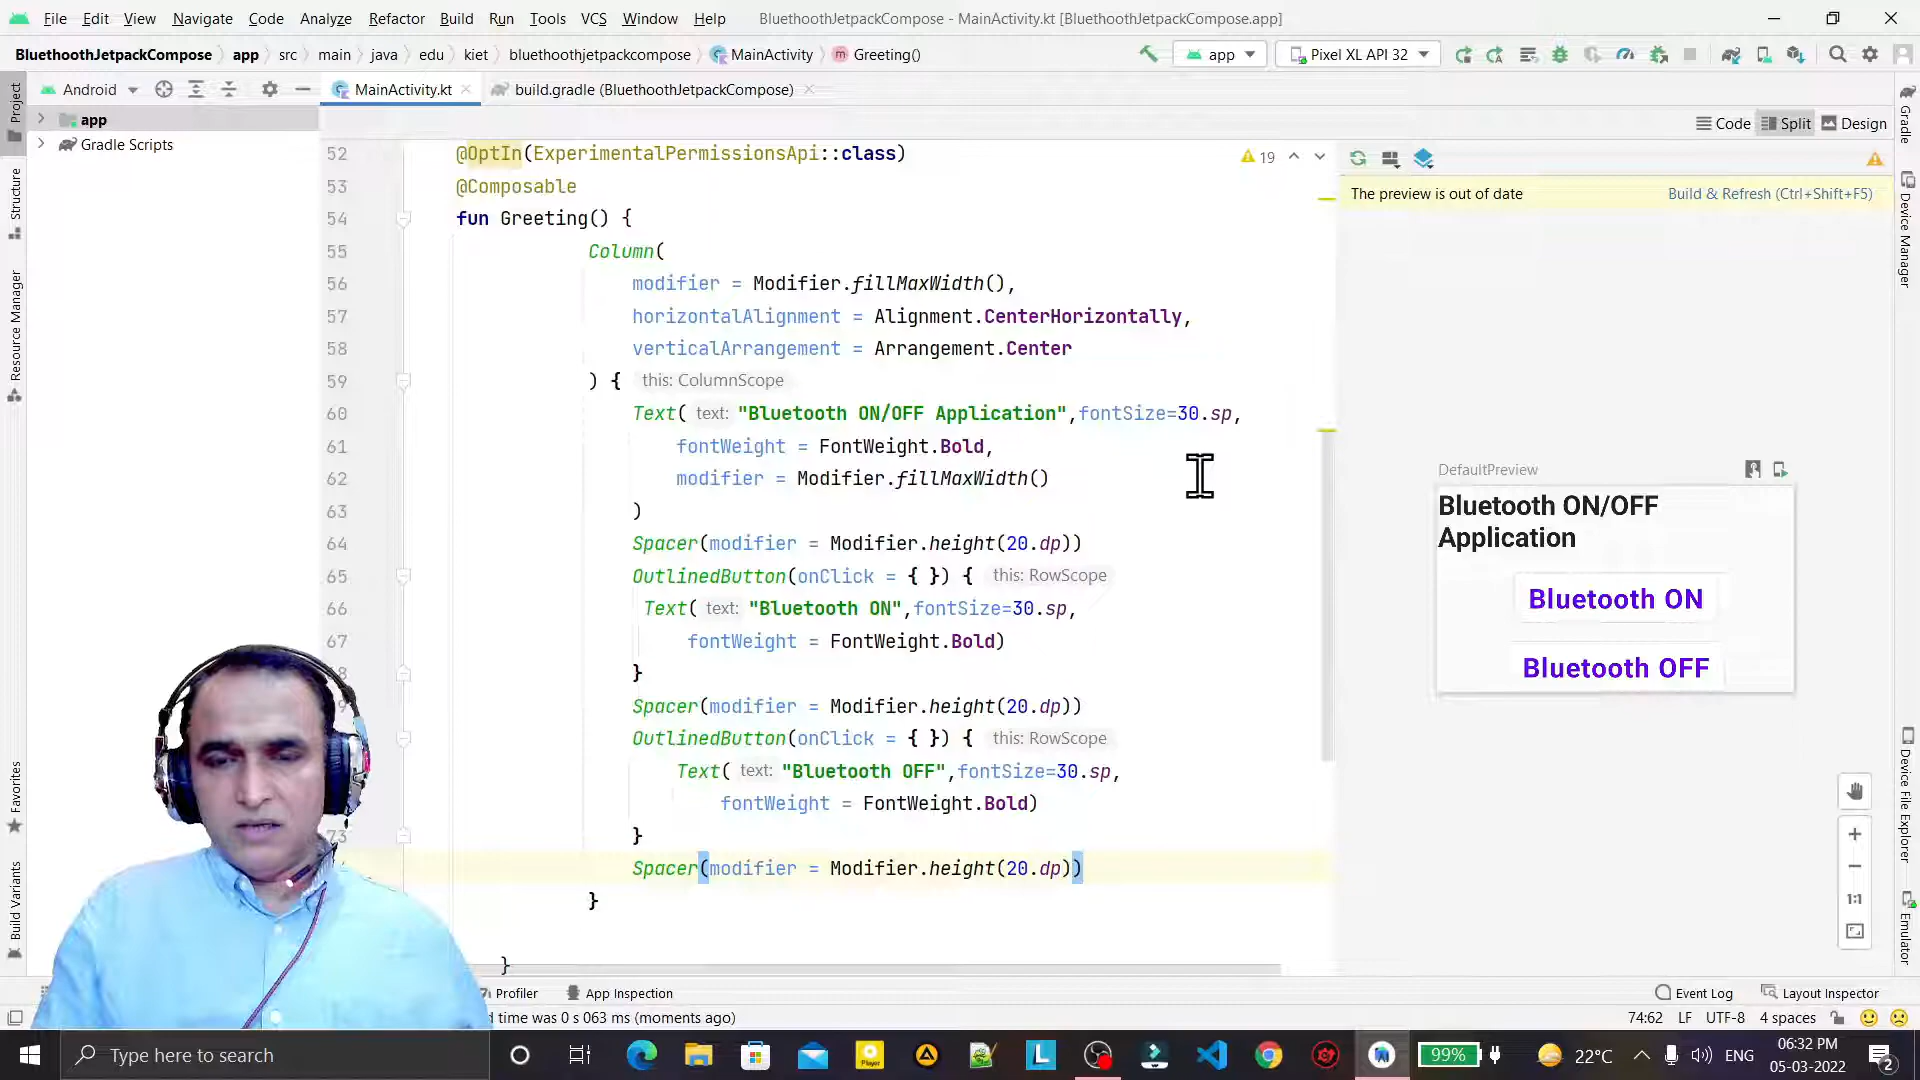 File Edit View Navigate Code Analyze Refactor Build Run Tools VCS Window Help BluethoothJetpackCompose - MainActivity.kt [BluethoothJetpackCompose.app]
BluethoothJetpackCompose app src main java edu kiet bluethoothjetpackcompose MainActivity Greeting() app Pixel XL API 32
Project Android MainActivity.kt build.gradle (BluethoothJetpackCompose) Gradle
app
Gradle Scripts
Code Split Design
Structure
Resource Manager
Favorites
Build Variants
Device Manager
Device File Explorer
Emulator
19
The preview is out of date Build & Refresh (Ctrl+Shift+F5)
52 @OptIn(ExperimentalPermissionsApi::class)
53 @Composable
54 fun Greeting() {
55 Column(
56 modifier = Modifier.fillMaxWidth(),
57 horizontalAlignment = Alignment.CenterHorizontally,
58 verticalArrangement = Arrangement.Center
59 ) { this: ColumnScope
60 Text( text: "Bluetooth ON/OFF Application",fontSize=30.sp,
61 fontWeight = FontWeight.Bold,
62 modifier = Modifier.fillMaxWidth()
63 )
64 Spacer(modifier = Modifier.height(20.dp))
65 OutlinedButton(onClick = { }) { this: RowScope
66 Text( text: "Bluetooth ON",fontSize=30.sp,
67 fontWeight = FontWeight.Bold)
8 }
9 Spacer(modifier = Modifier.height(20.dp))
OutlinedButton(onClick = { }) { this: RowScope
Text( text: "Bluetooth OFF",fontSize=30.sp,
fontWeight = FontWeight.Bold)
73 }
Spacer(modifier = Modifier.height(20.dp))
}
}
DefaultPreview
Bluetooth ON/OFF
Application
Bluetooth ON
Bluetooth OFF
1:1
Profiler App Inspection Event Log Layout Inspector
time was 0 s 063 ms (moments ago) 74:62 LF UTF-8 4 spaces
Type here to search
Player
L
99% 22°C ENG 06:32 PM
05-03-2022
2